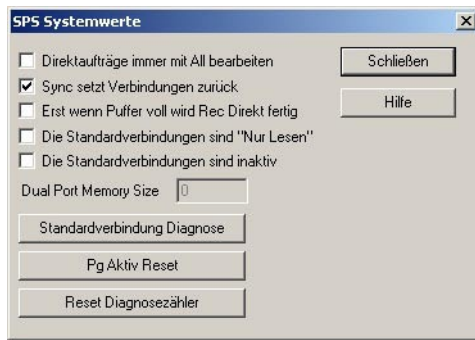 SPS Systemwerte
Direktaufträge immer mit All bearbeiten
Schließen
Sync setzt Verbindungen zurück
Hilfe
Erst wenn Puffer voll wird Rec Direkt fertig
Die Standardverbindungen sind "Nur Lesen"
Die Standardverbindungen sind inaktiv
Dual Port Memory Size 0
Standardverbindung Diagnose
Pg Aktiv Reset
Reset Diagnosezähler